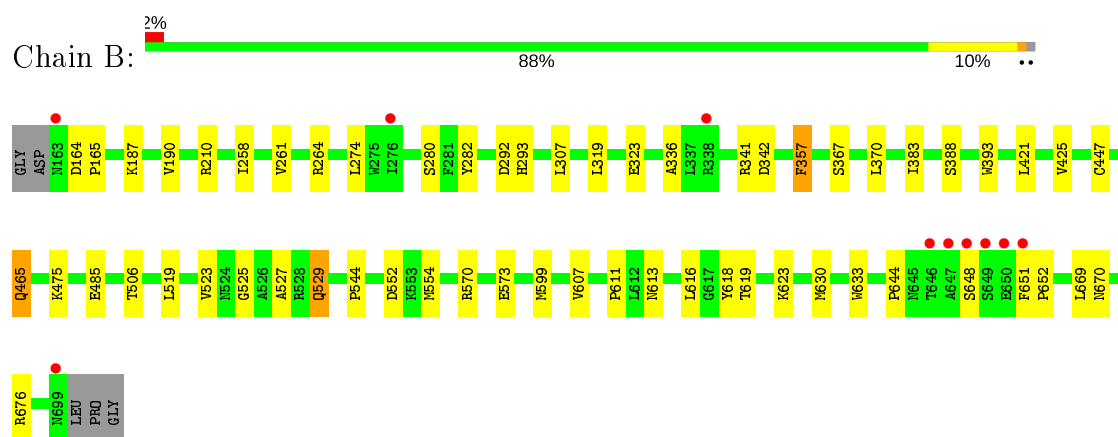 2%
Chain B:
88% 10% ••
GLY ASP N163 D164 P165 K187 V190 R210 I258 V261 R264 L274 W275 I276 S280 F281 Y282 D292 H293 L307 L319 E323 A336 L337 R338 R341 D342 F357 S367 L370 I383 S388 W393 L421 V425 C447
Q465 K475 E485 T506 L519 V523 N524 G525 A526 A527 R528 Q529 P544 D552 K553 M554 R570 E573 M599 V607 P611 L612 N613 L616 G617 Y618 T619 K623 M630 W633 P644 N645 T646 A647 S648 S649 E650 F651 P652 L669 N670
R676 N699 LEU PRO GLY